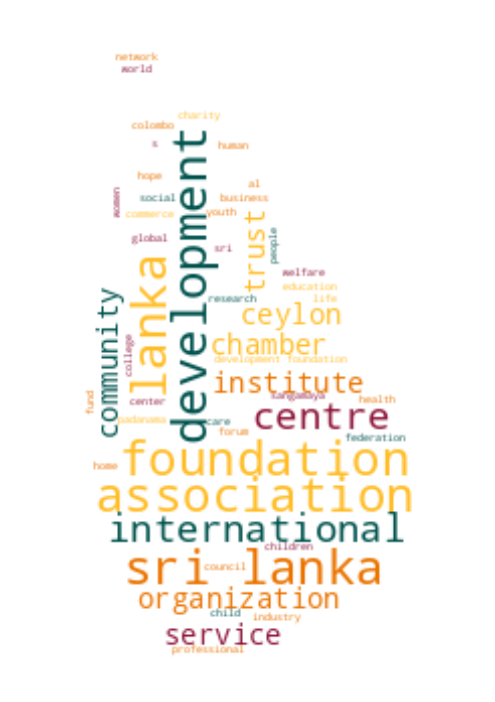 network
world
charity
colombo
s
human
hope
al
women
social
business
commerce
youth
development
trust
people
global
sri
lanka
welfare
education
community
research
life
ceylon
college
chamber
development foundation
institute
fund
center
sangamaya
health
centre
padanama
care
forum
federation
foundation
home
association
international
children
sri lanka
council
organization
child
industry
service
professional